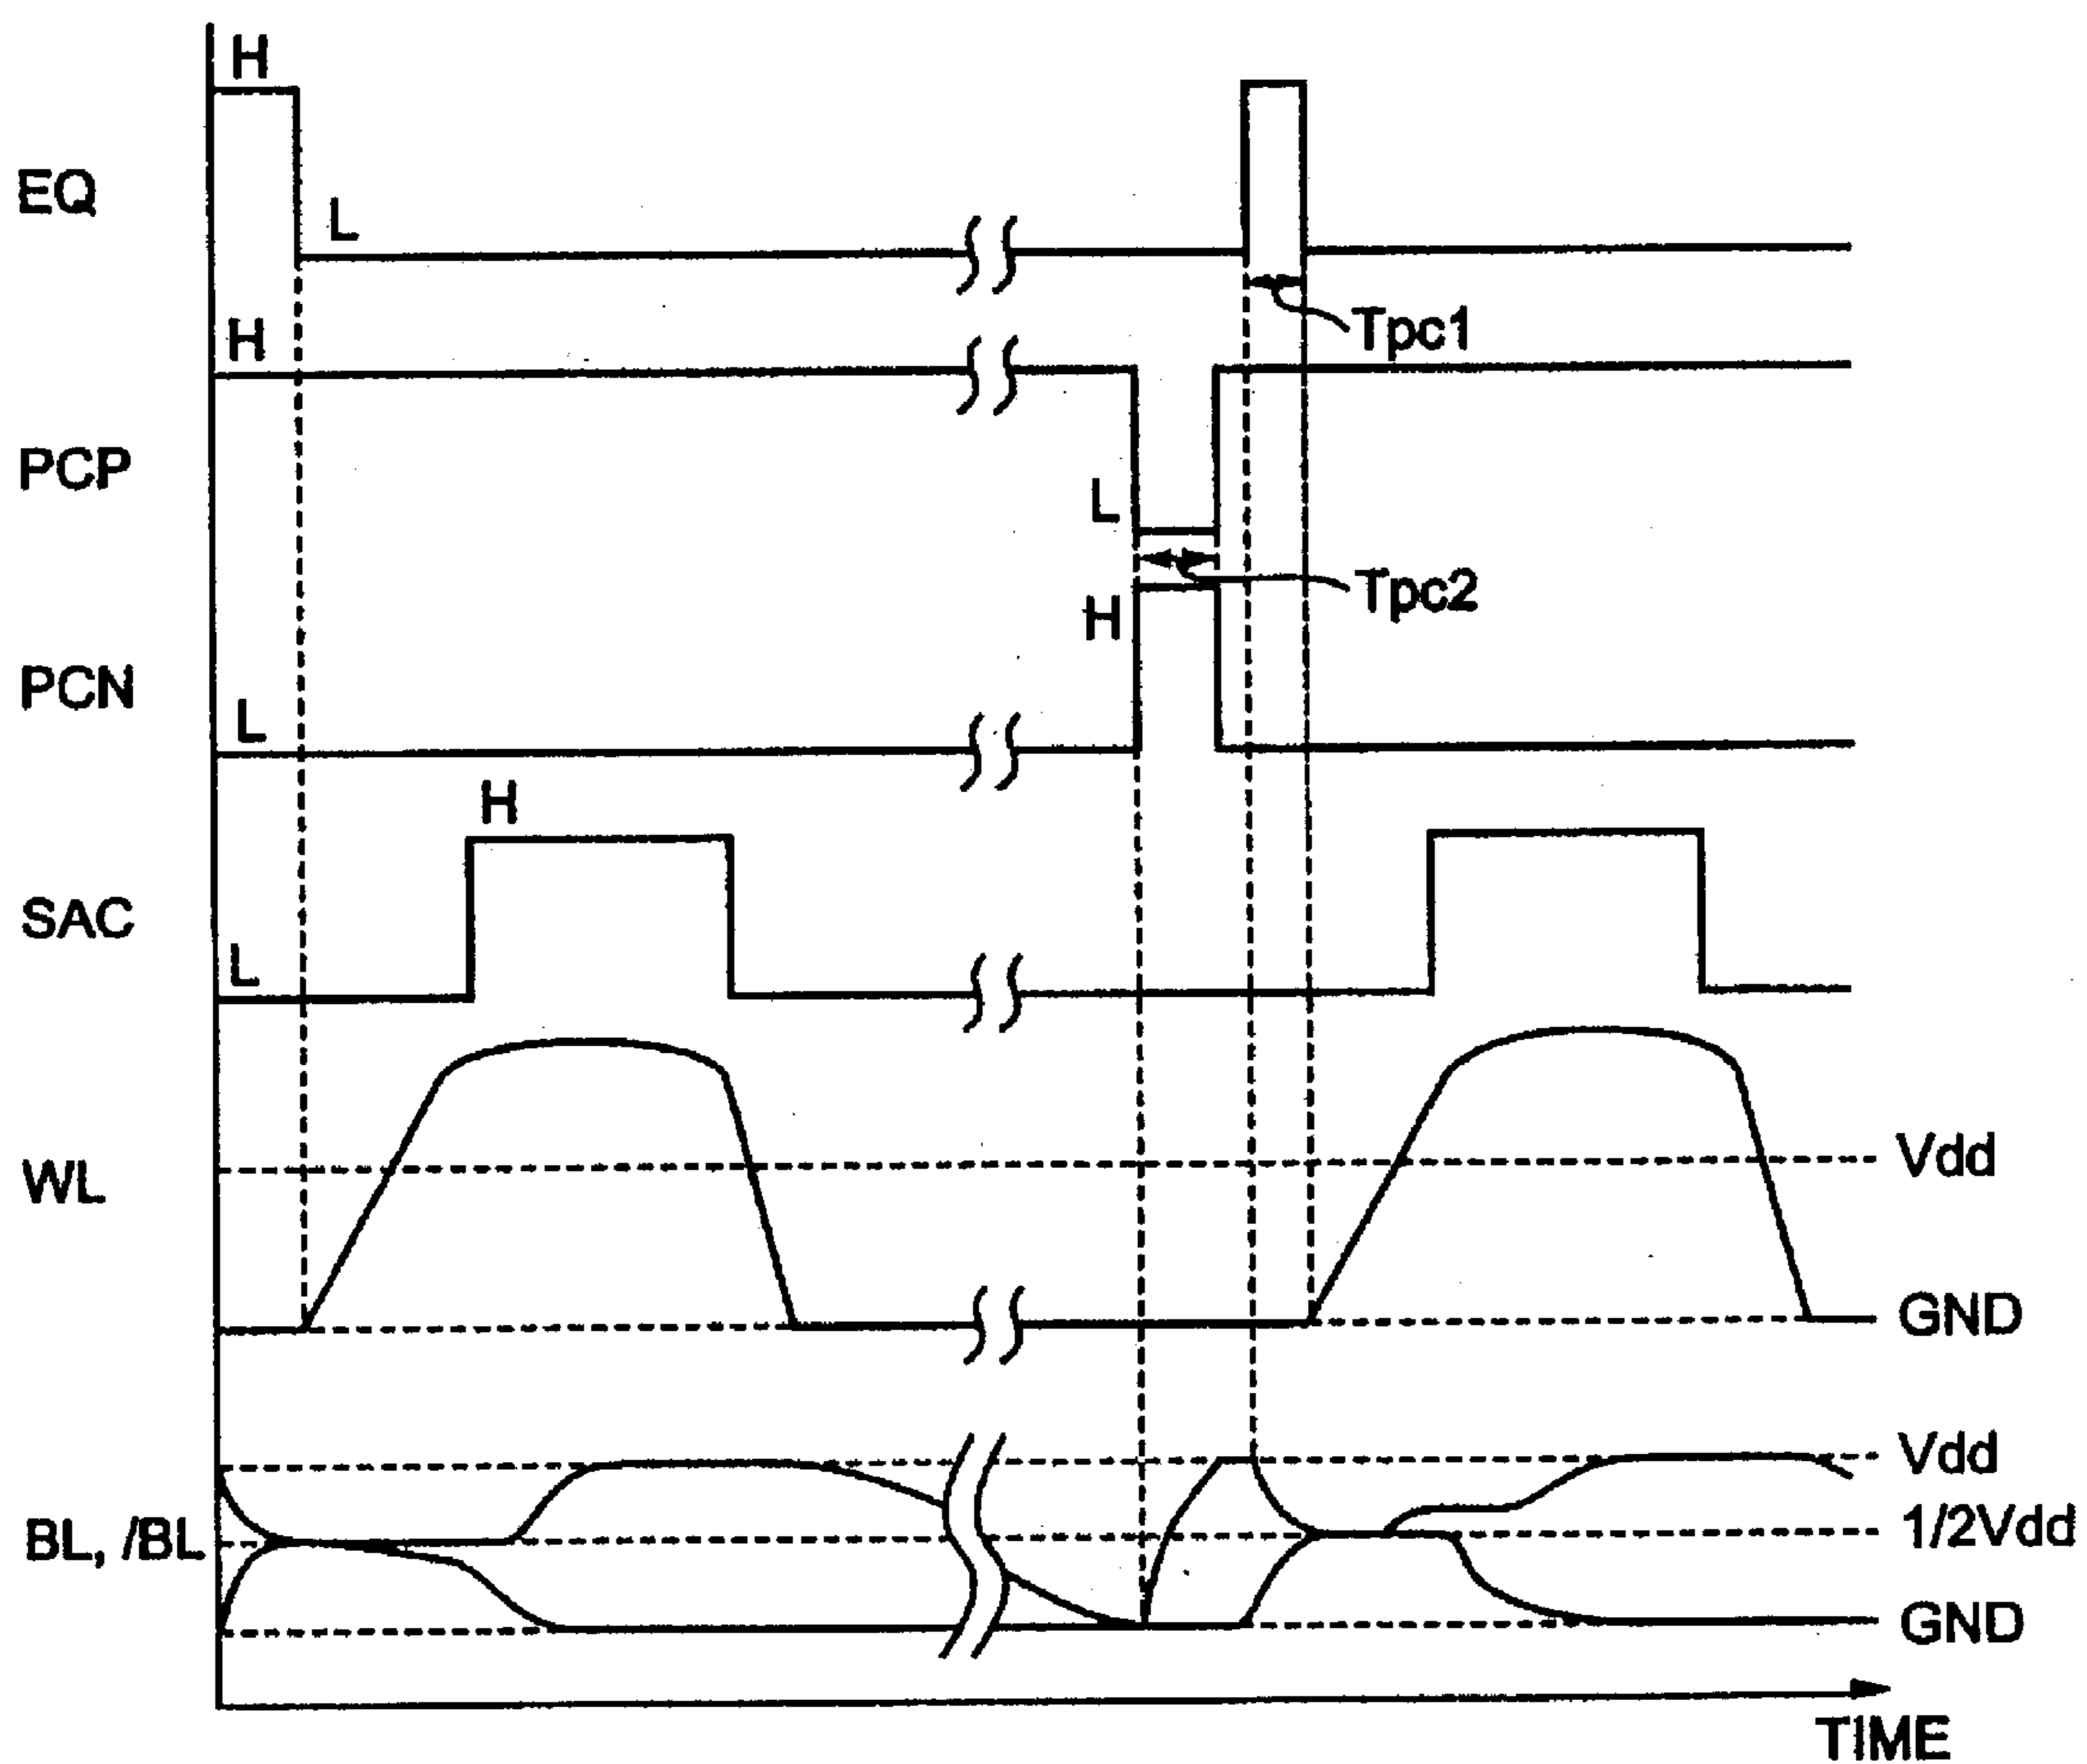 H
EQ
L
Tpc1
H
PCP
L
Tpc2
H
PCN
L
H
SAC
L
Vdd
WL
GND
Vdd
BL, /BL
1/2Vdd
GND
TIME